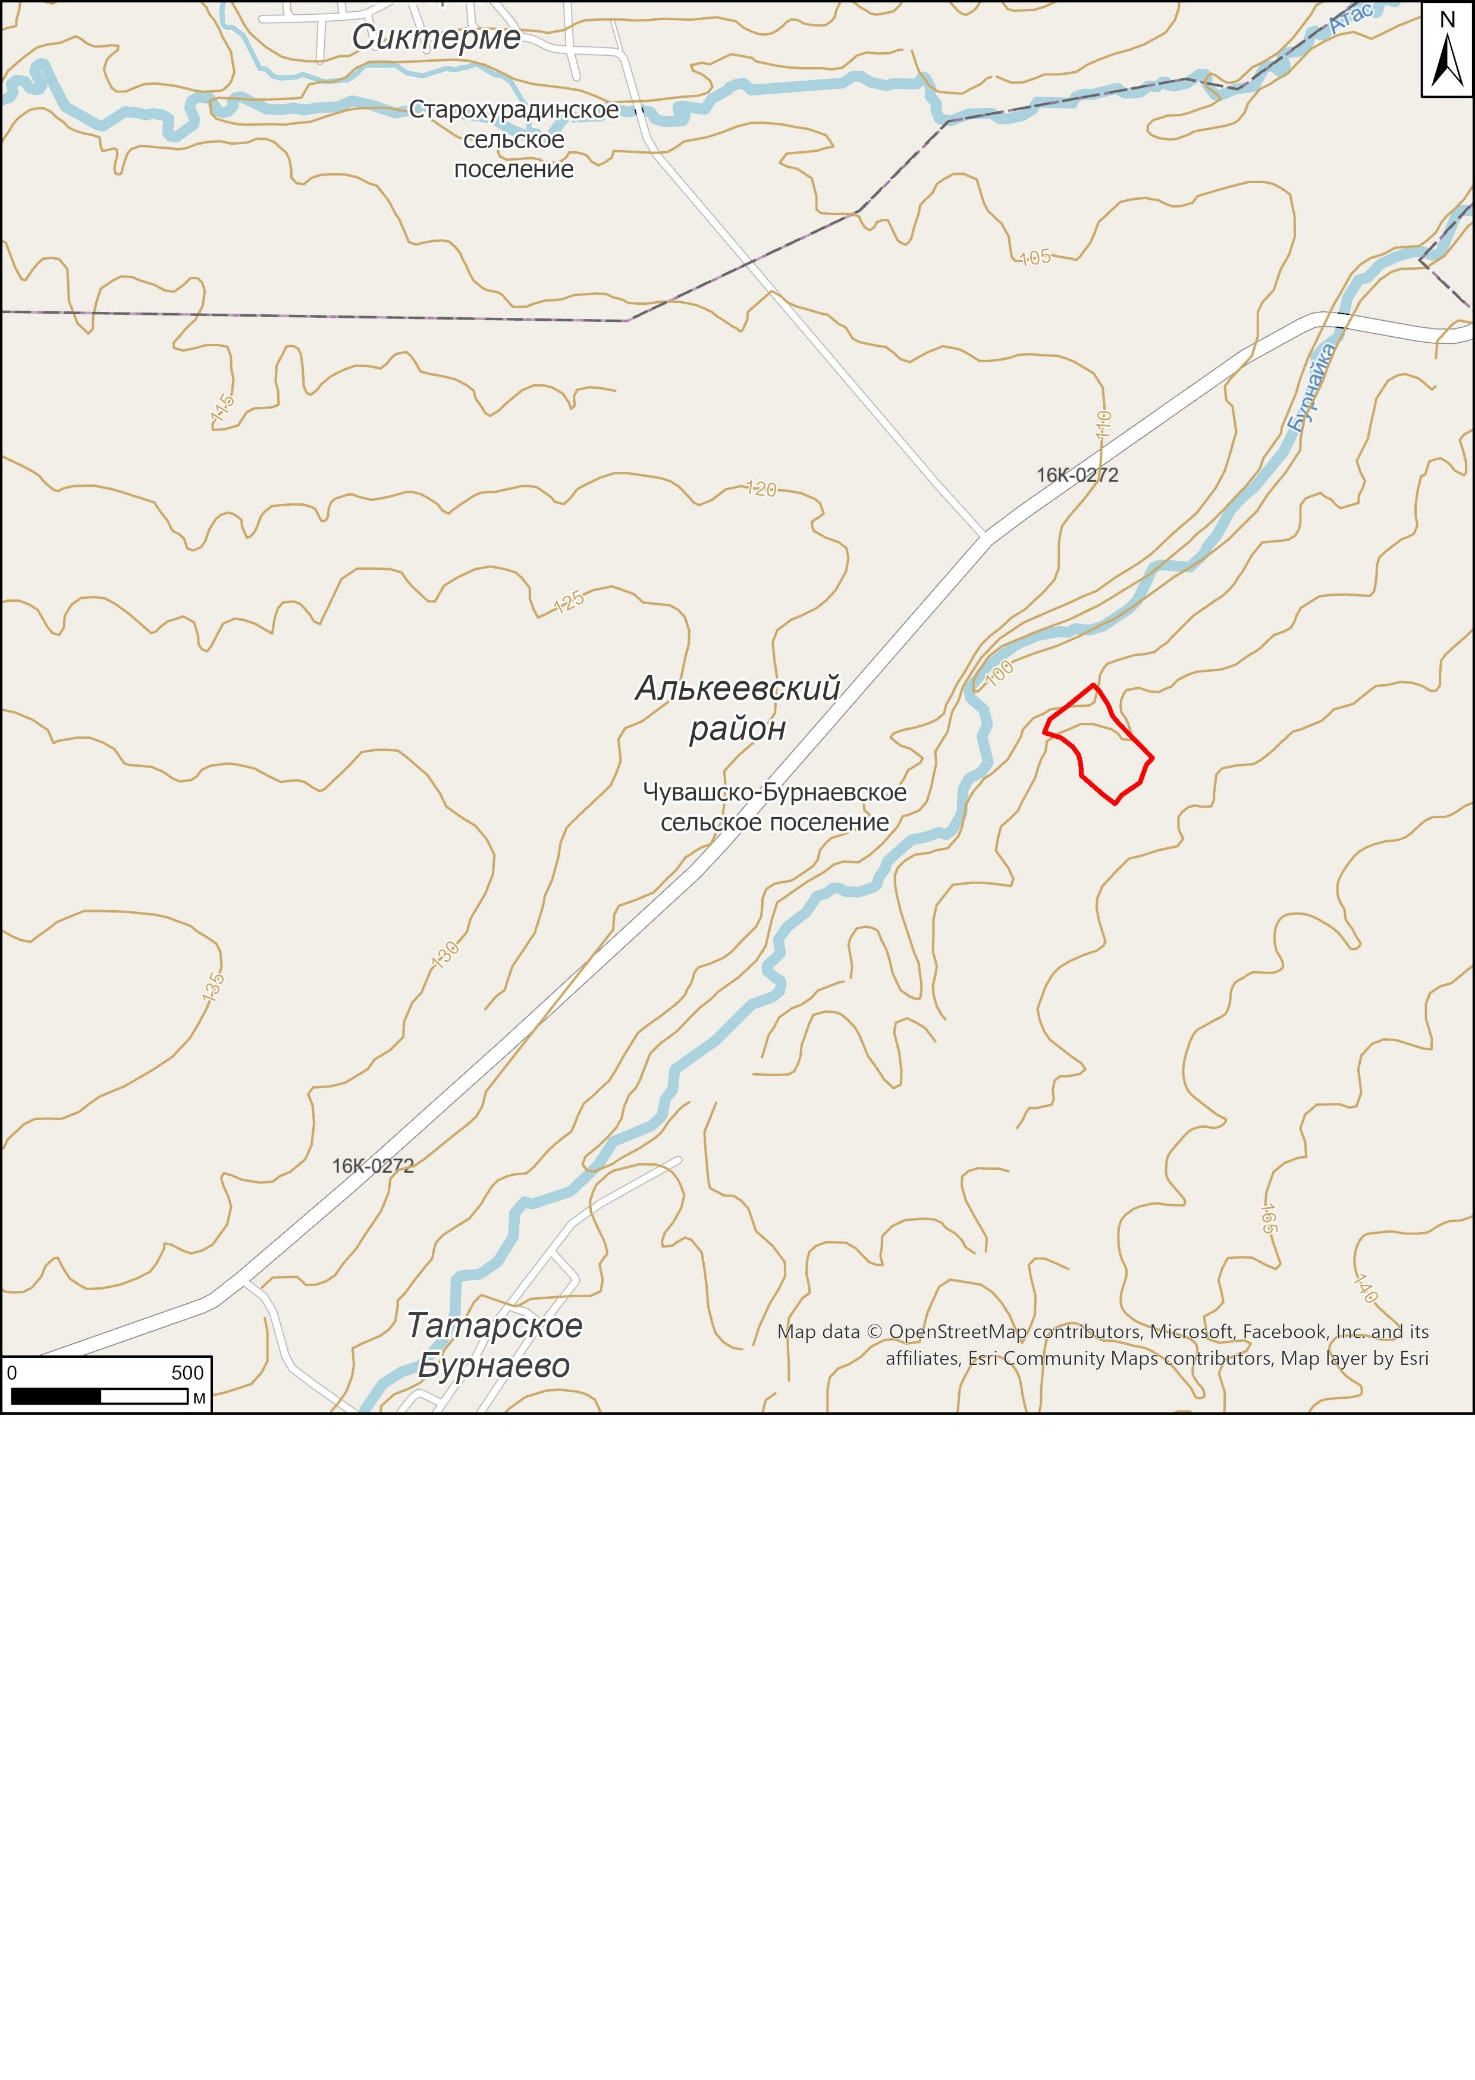 Сиктерме
Атас
N
Старохурадинское
сельское
поселение
105
Бурнайка
115
110
16К-0272
120
125
100
Алькеевский
район
Чувашско-Бурнаевское
сельское поселение
130
135
16К-0272
165
140
Татарское
Бурнаево
Map data © OpenStreetMap contributors, Microsoft, Facebook, Inc. and its
affiliates, Esri Community Maps contributors, Map layer by Esri
0 500
м